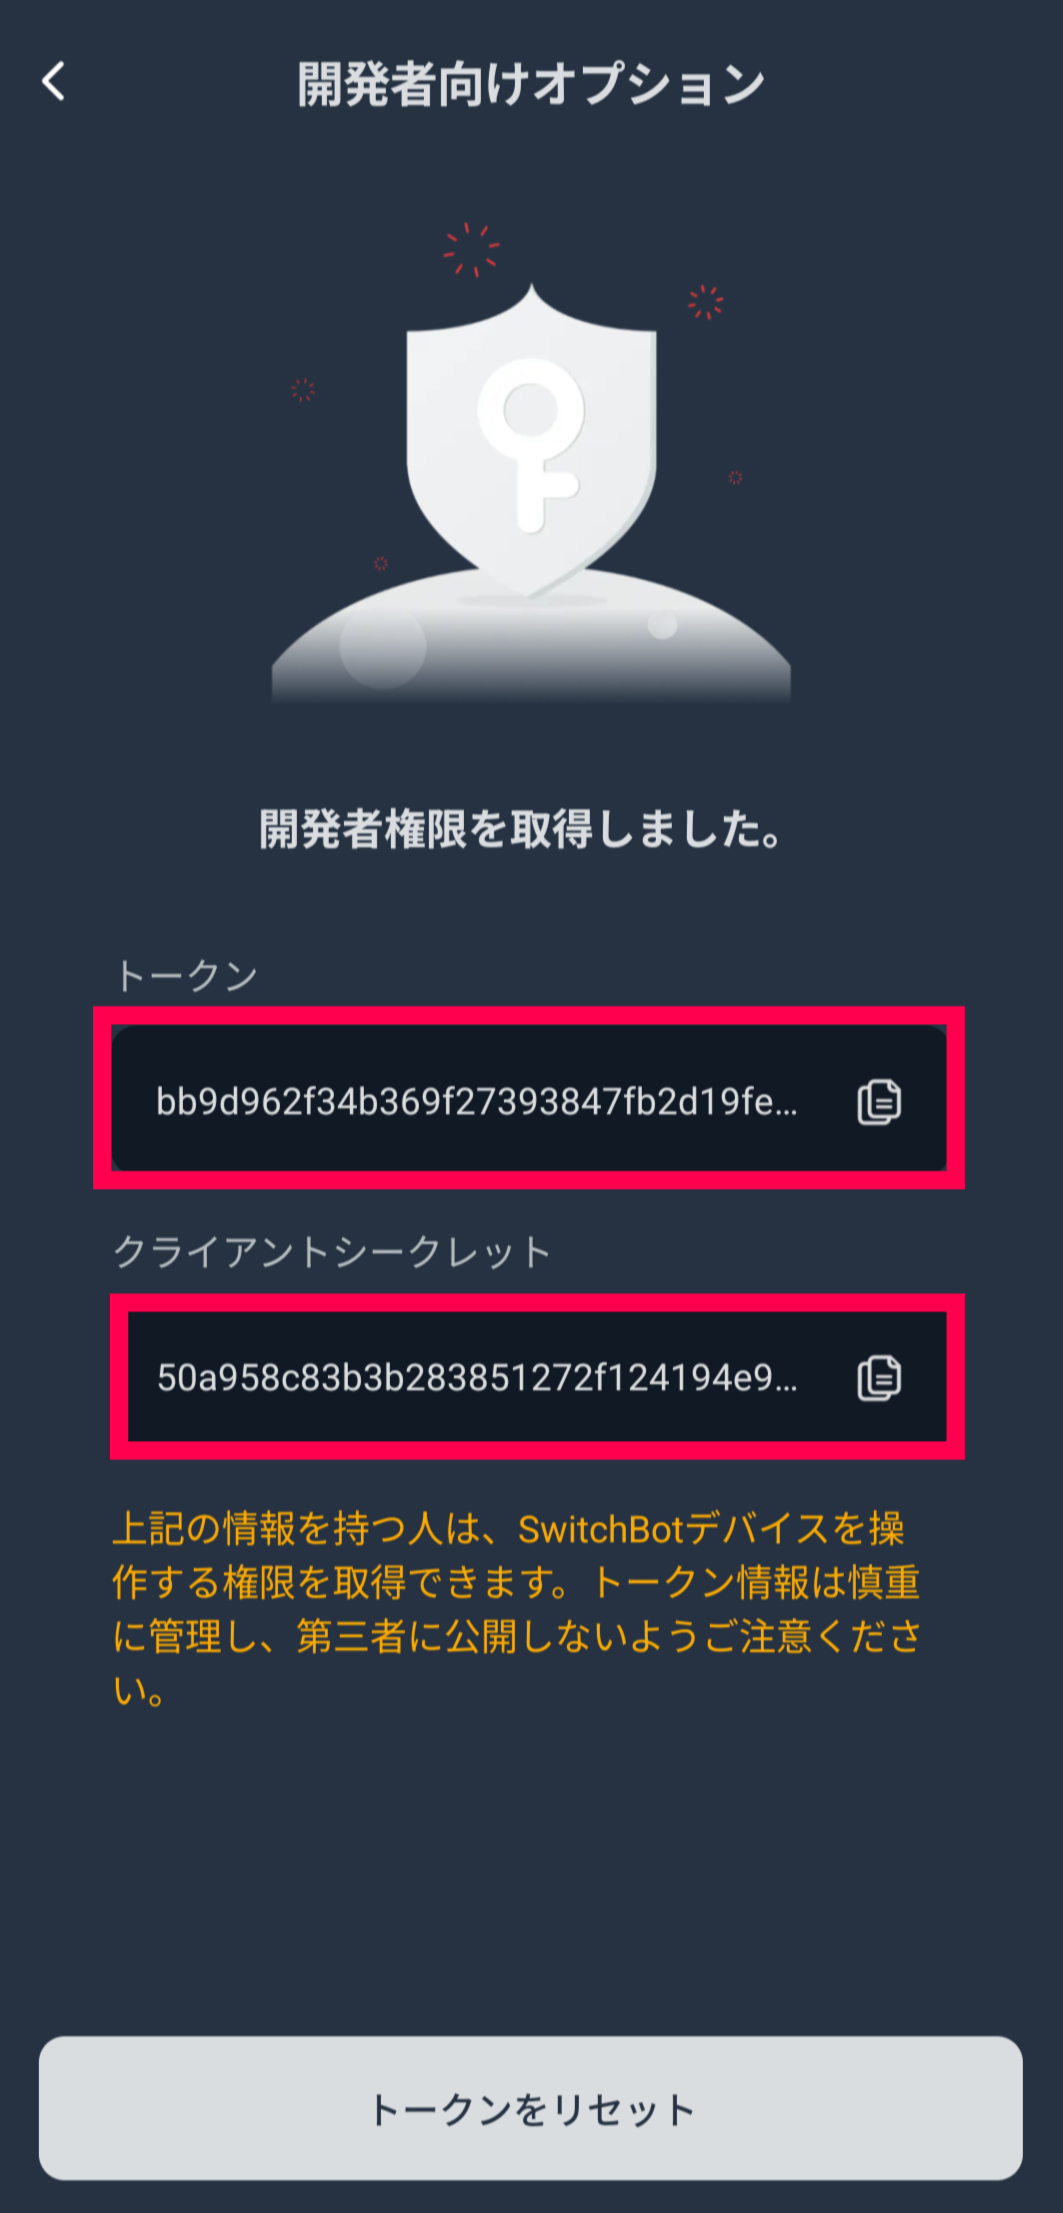 開発者向けオプション
開発者権限を取得しました。
トークン
bb9d962f34b369f27393847fb2d19fe...
クライアントシークレット
50a958c83b3b283851272f124194e9...
上記の情報を持つ人は、SwitchBotデバイスを操
作する権限を取得できます。トークン情報は慎重
に管理し、第三者に公開しないようご注意くださ
い。
トークンをリセット